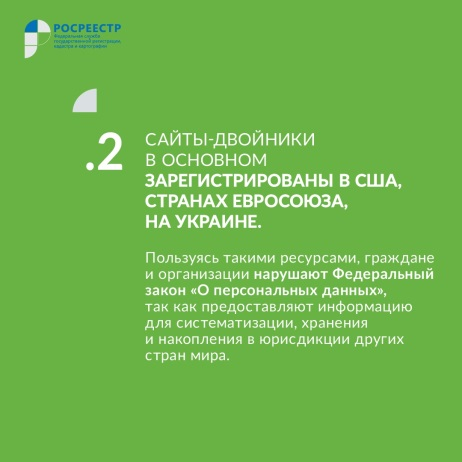 РОСРЕЕСТР
Федеральная служба
государственной регистрации,
кадастра и картографии
.2
САЙТЫ-ДВОЙНИКИ
В ОСНОВНОМ
ЗАРЕГИСТРИРОВАНЫ В США,
СТРАНАХ ЕВРОСОЮЗА,
НА УКРАИНЕ.
Пользуясь такими ресурсами, граждане
и организации нарушают Федеральный
закон «О персональных данных»,
так как предоставляют информацию
для систематизации, хранения
и накопления в юрисдикции других
стран мира.